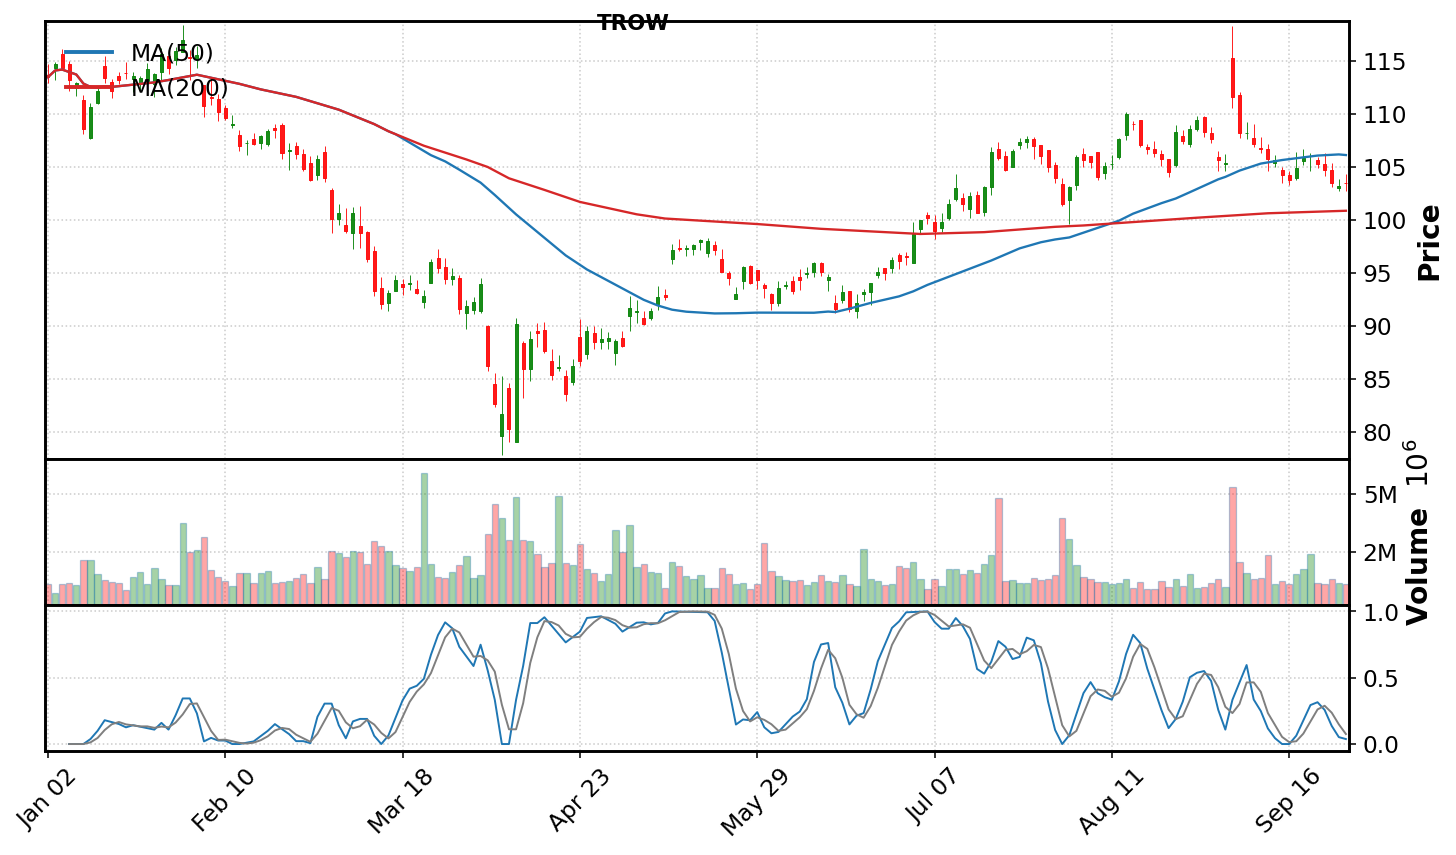 TROW
MA(50)
MA(200)
115
110
105
100
95
90
85
80
Price
5M
2M
Volume 10^6
1.0
0.5
0.0
Jan 02
Feb 10
Mar 18
Apr 23
May 29
Jul 07
Aug 11
Sep 16